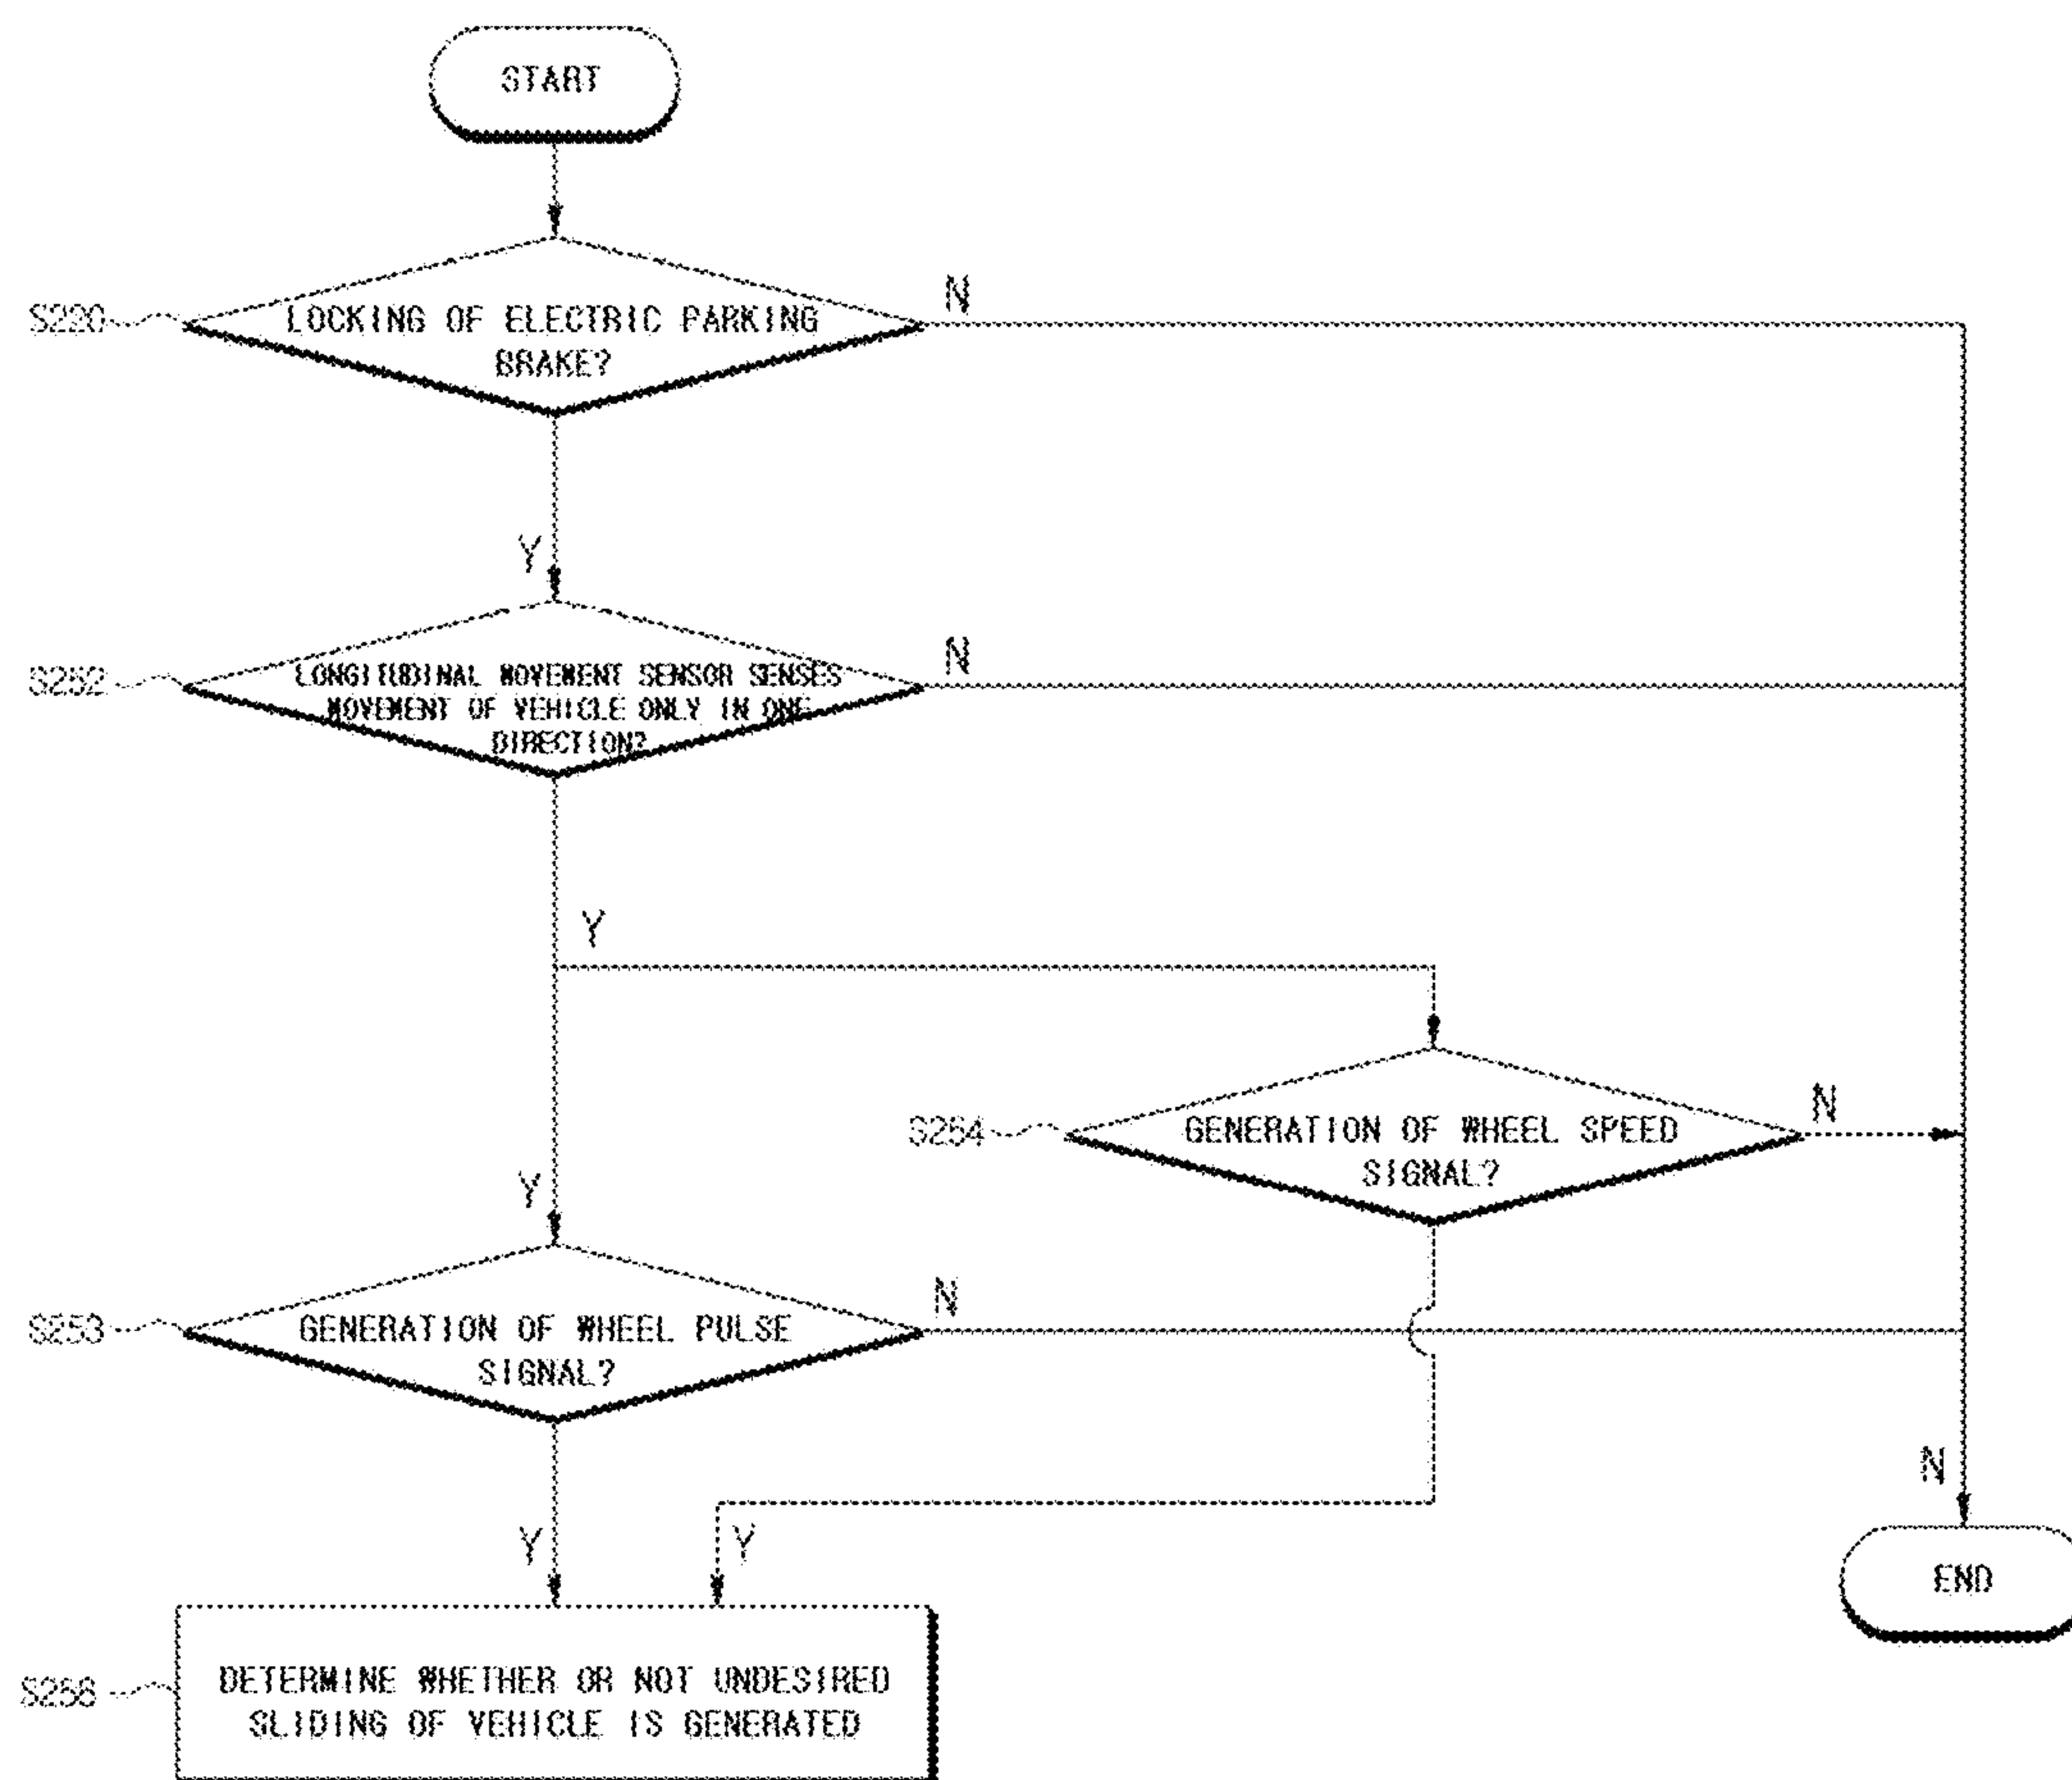 START
S220
LOCKING OF ELECTRIC PARKING
BRAKE?
N
Y
S252
LONGITUDINAL MOVEMENT SENSOR SENSES
MOVEMENT OF VEHICLE ONLY IN ONE
DIRECTION?
N
Y
S254
GENERATION OF WHEEL SPEED
SIGNAL?
N
Y
S253
GENERATION OF WHEEL PULSE
SIGNAL?
N
N
Y
Y
END
S256
DETERMINE WHETHER OR NOT UNDESIRED
SLIDING OF VEHICLE IS GENERATED